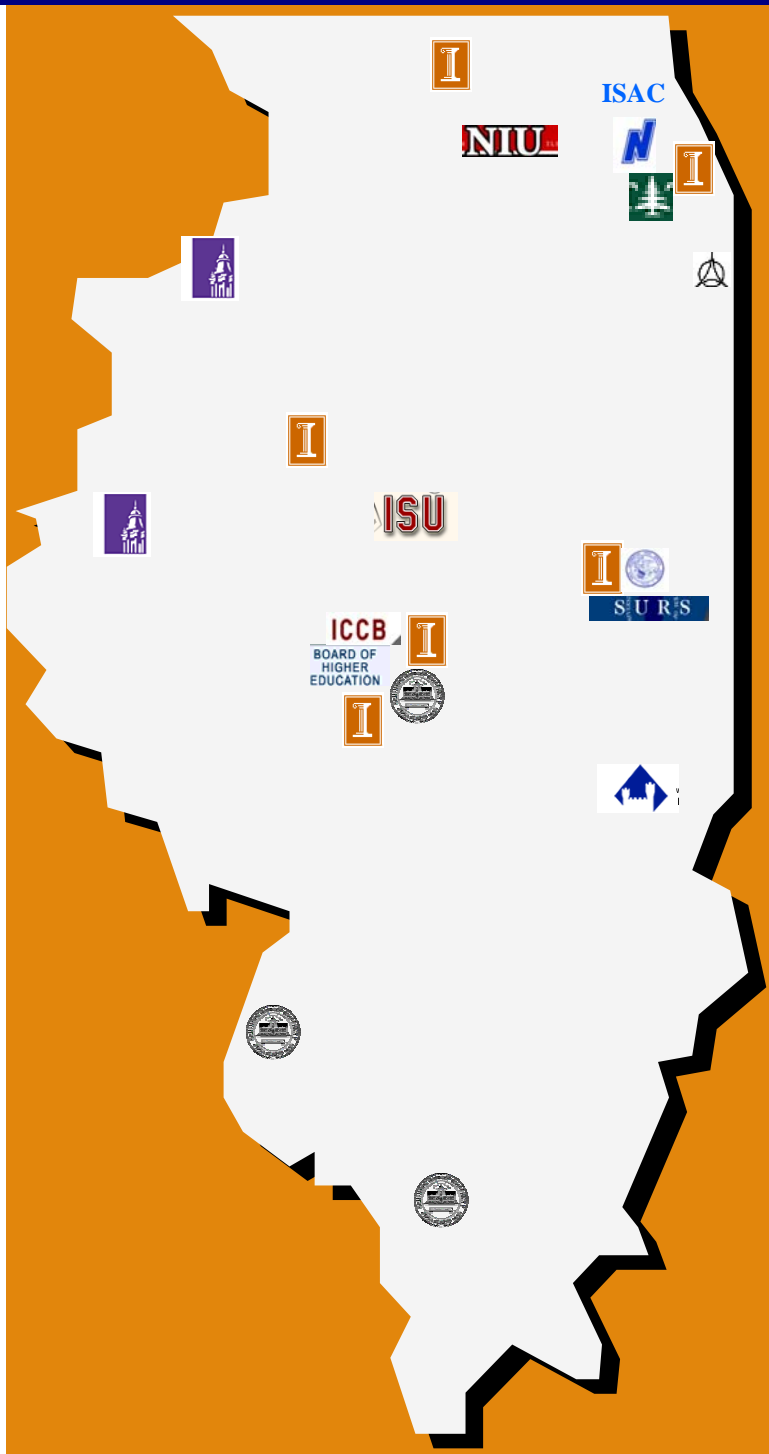 I
ISAC
NIU
N
I
I
ISU
I
SURS
ICCB
I
BOARD OF
HIGHER
EDUCATION
I